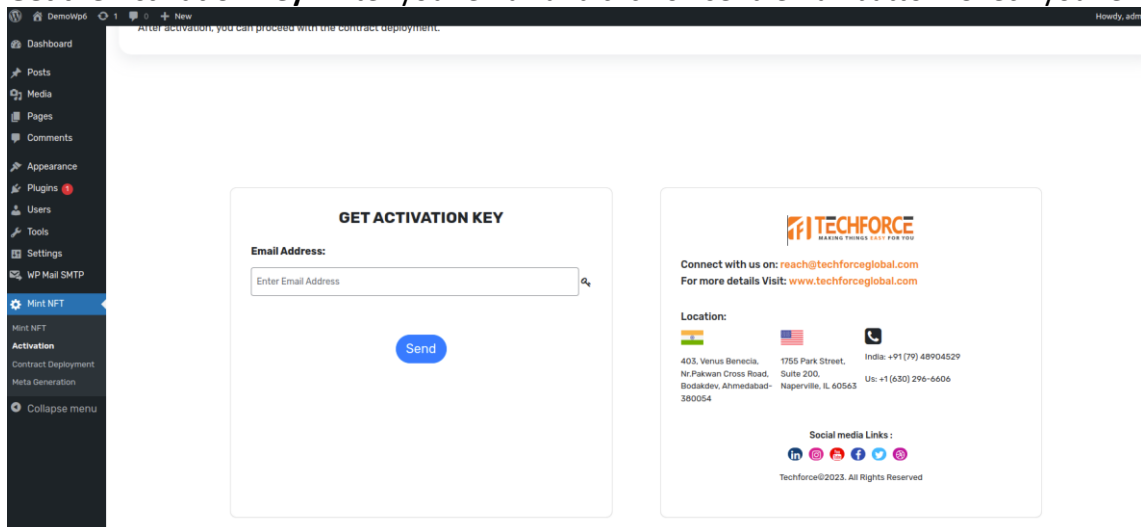 DemoWp6 1 0 + New
Howdy, adm
After activation, you can proceed with the contract deployment.
Dashboard
Posts
Media
Pages
Comments
Appearance
Plugins 1
Users
Tools
Settings
WP Mail SMTP
Mint NFT
Mint NFT
Activation
Contract Deployment
Meta Generation
Collapse menu
GET ACTIVATION KEY
Email Address:
Enter Email Address
Send
TECHFORCE
MAKING THINGS EASY FOR YOU
Connect with us on: reach@techforceglobal.com
For more details Visit: www.techforceglobal.com
Location:
403, Venus Benecia,
Nr.Pakwan Cross Road,
Bodakdev, Ahmedabad-
380054
1755 Park Street,
Suite 200,
Naperville, IL 60563
India: +91 (79) 48904529
Us: +1 (630) 296-6606
Social media Links :
Techforce©2023. All Rights Reserved